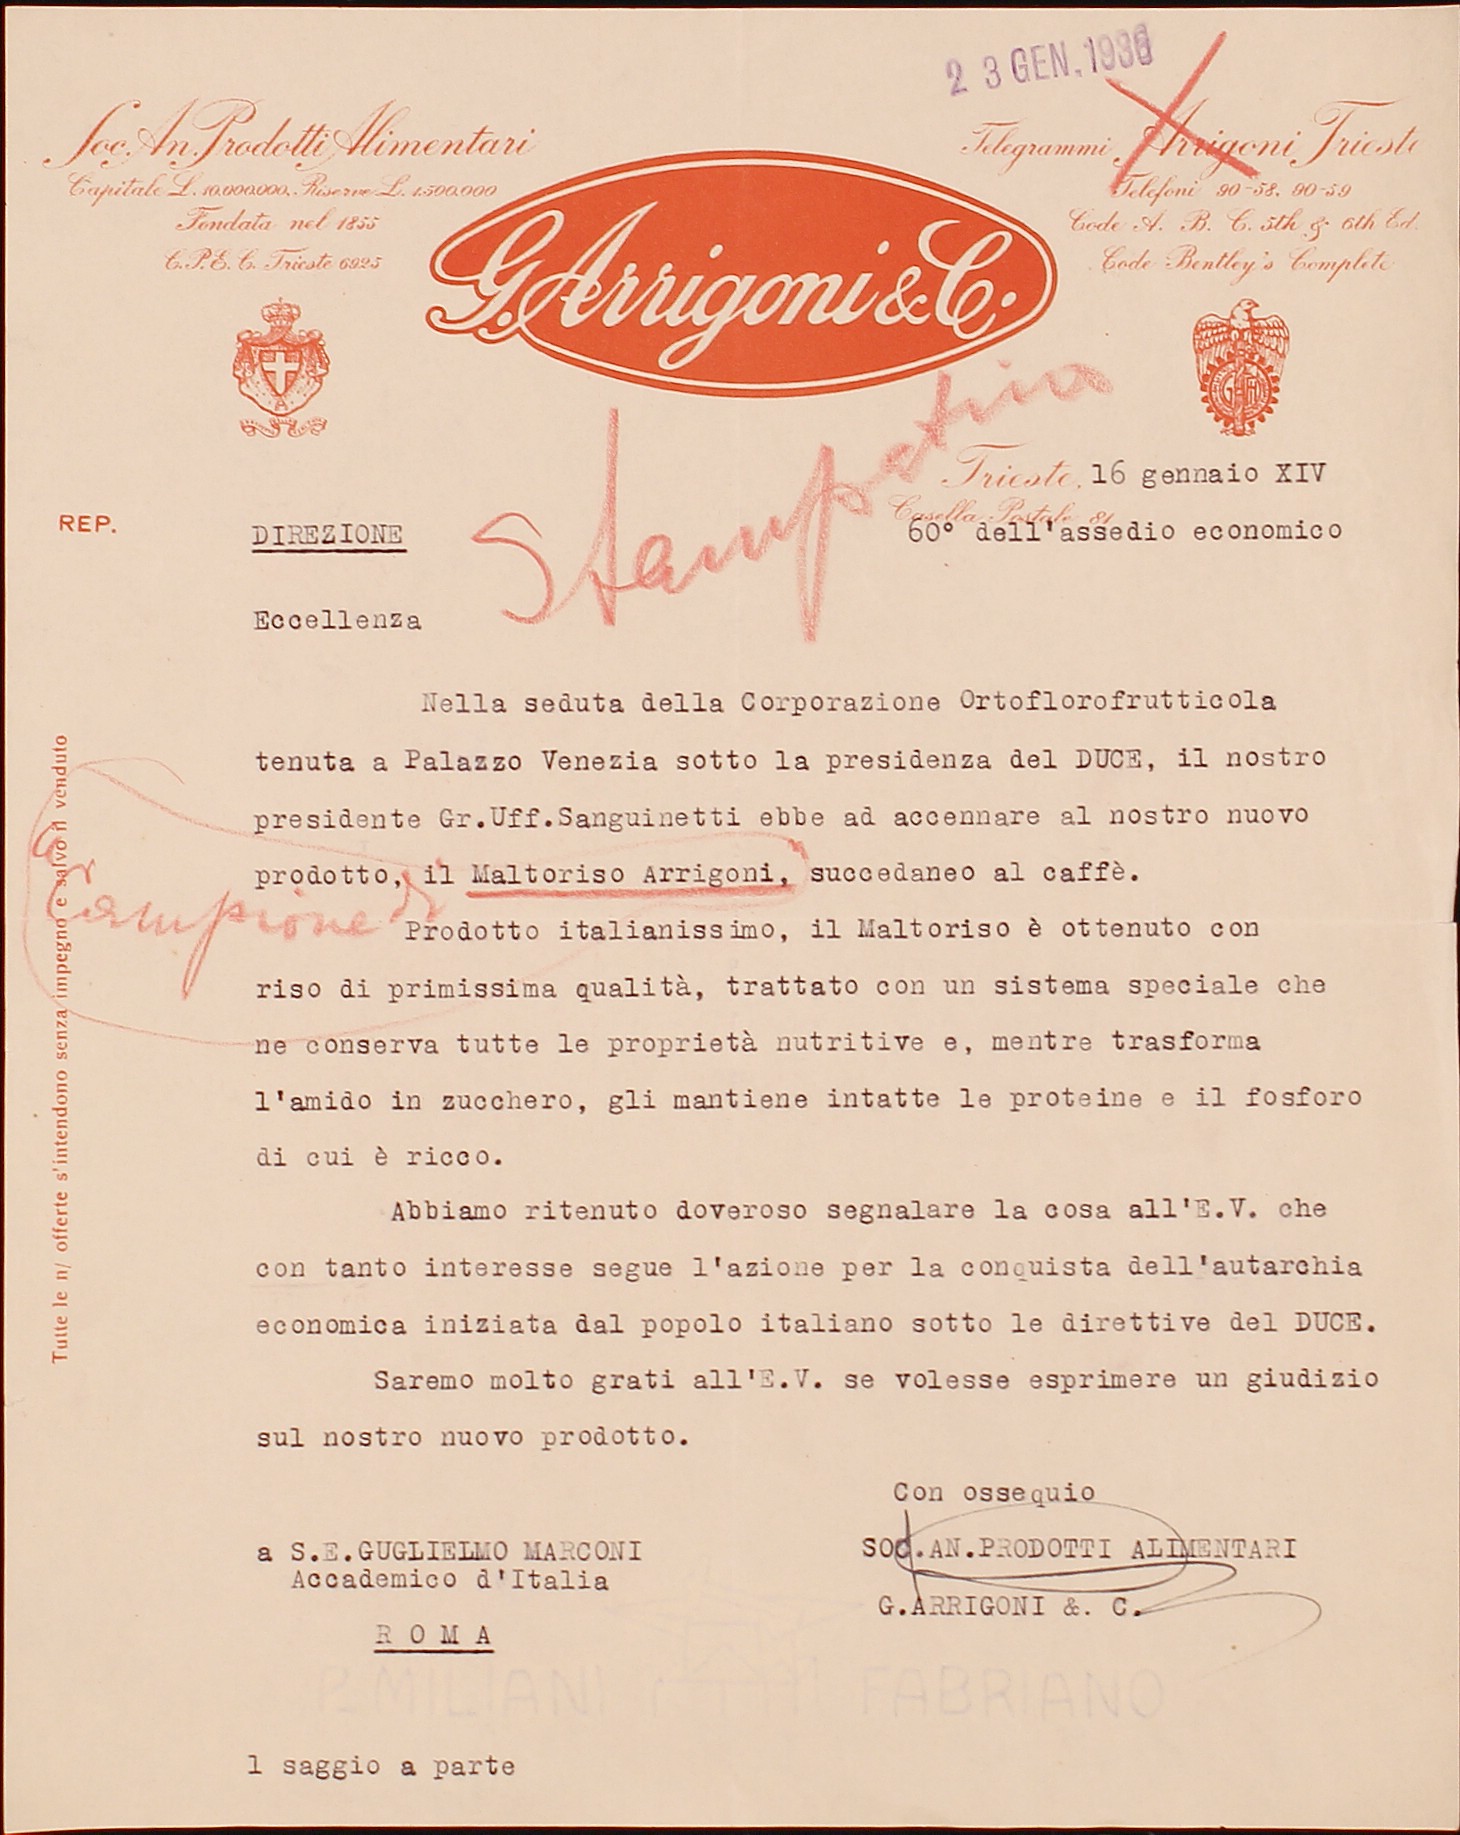 23 GEN. 1936
Soc. An. Prodotti Alimentari
Capitale L. 10.000.000. Riserve L. 1.500.000
Fondata nel 1855
C.P.E.C. Trieste 6925
G. Arrigoni & C.
Telegrammi Arrigoni Trieste
Telefoni 90-58, 90-59
Code A. B. C. 5th & 6th Ed.
Code Bentley's Complete
Stampatina
Trieste, 16 gennaio XIV
Casella Postale 81
60° dell'assedio economico
REP.
DIREZIONE
Eccellenza
Nella seduta della Corporazione Ortoflorofrutticola
tenuta a Palazzo Venezia sotto la presidenza del DUCE, il nostro
presidente Gr.Uff.Sanguinetti ebbe ad accennare al nostro nuovo
prodotto, il Maltoriso Arrigoni, succedaneo al caffè.
Campione di
Prodotto italianissimo, il Maltoriso è ottenuto con
riso di primissima qualità, trattato con un sistema speciale che
ne conserva tutte le proprietà nutritive e, mentre trasforma
l'amido in zucchero, gli mantiene intatte le proteine e il fosforo
di cui è ricco.
Abbiamo ritenuto doveroso segnalare la cosa all'E.V. che
con tanto interesse segue l'azione per la conquista dell'autarchia
economica iniziata dal popolo italiano sotto le direttive del DUCE.
Saremo molto grati all'E.V. se volesse esprimere un giudizio
sul nostro nuovo prodotto.
Con ossequio
SOC.AN.PRODOTTI ALIMENTARI
G.ARRIGONI &. C.
a S.E.GUGLIELMO MARCONI
Accademico d'Italia
R O M A
P. MILIANI FABRIANO
1 saggio a parte
Tutte le n/ offerte s'intendono senza impegno e salvo il venduto